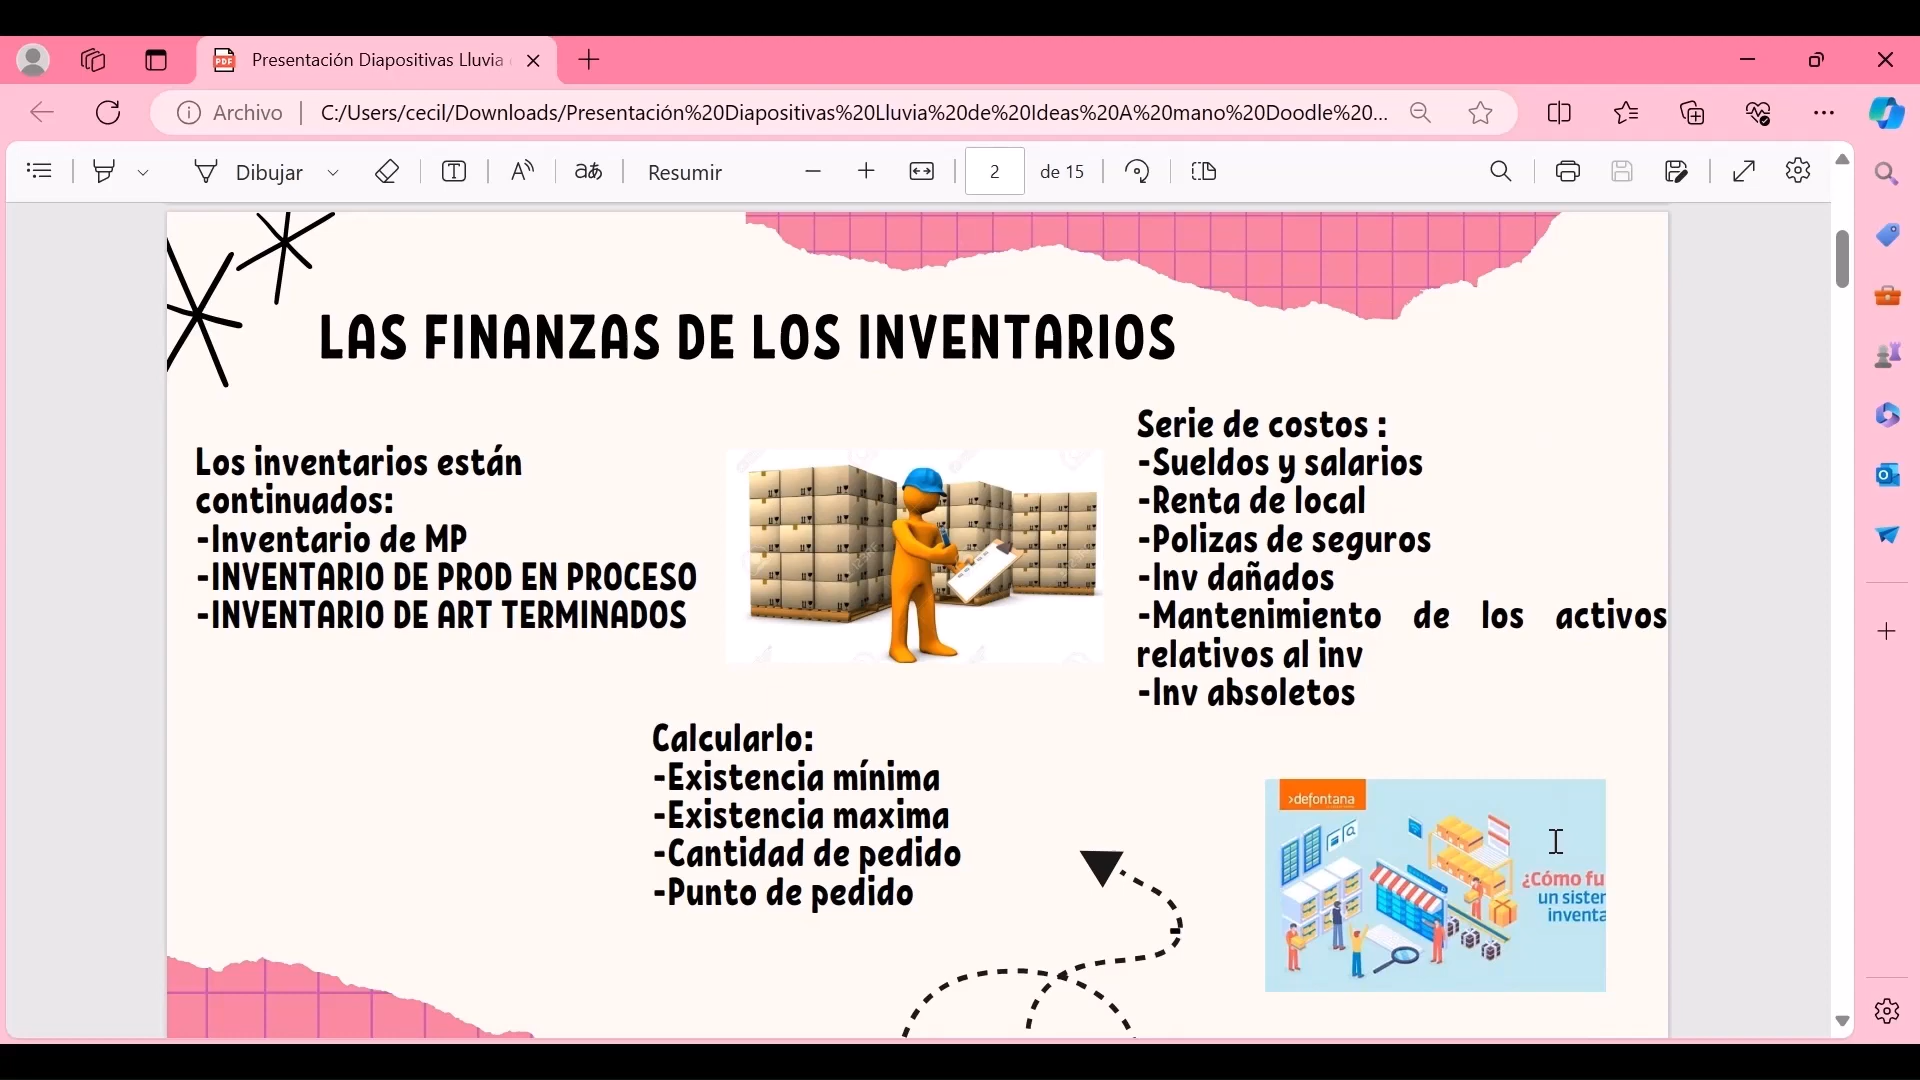 Presentación Diapositivas Lluvia
Archivo
C:/Users/cecil/Downloads/Presentación%20Diapositivas%20Lluvia%20de%20Ideas%20A%20mano%20Doodle%20...
Dibujar
Resumir
2
de 15
LAS FINANZAS DE LOS INVENTARIOS
Los inventarios están
continuados:
-Inventario de MP
-INVENTARIO DE PROD EN PROCESO
-INVENTARIO DE ART TERMINADOS
Serie de costos :
-Sueldos y salarios
-Renta de local
-Polizas de seguros
-Inv dañados
-Mantenimiento de los activos
relativos al inv
-Inv absoletos
Calcularlo:
-Existencia mínima
-Existencia maxima
-Cantidad de pedido
-Punto de pedido
>defontana
¿Cómo fu
un sister
inventa